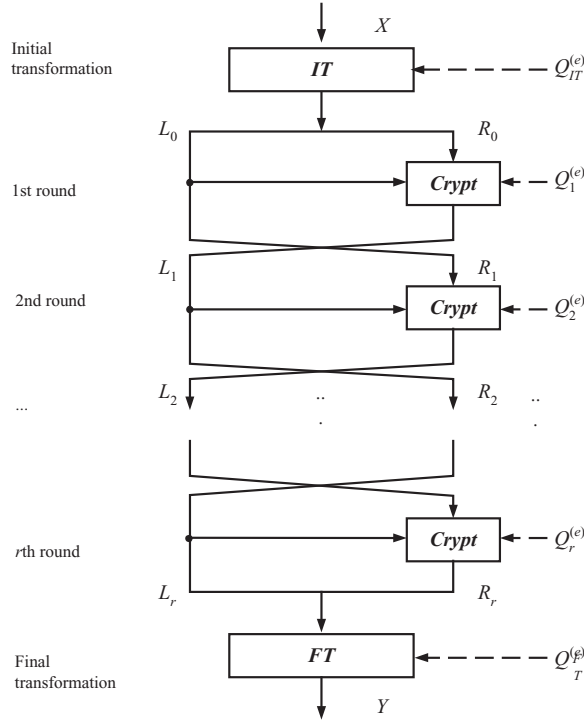 X
Initial
transformation
IT
Q_{IT}^{(e)}
L_0
R_0
1st round
Crypt
Q_1^{(e)}
L_1
R_1
2nd round
Crypt
Q_2^{(e)}
L_2
R_2
..
..
...
.
.
rth round
Crypt
Q_r^{(e)}
L_r
R_r
Final
transformation
FT
Q_{FT}^{(e)}
Y